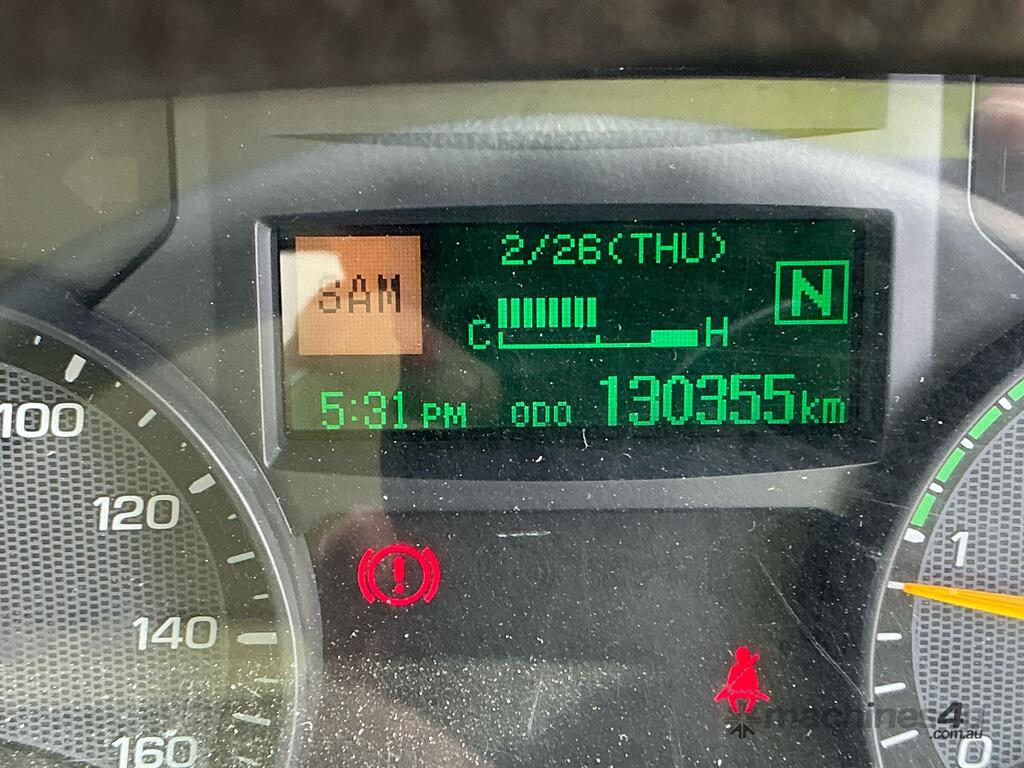 2/26(THU)
SAM
N
C H
5:31 PM ODO 130355km
100
120
140
160
1
0
machines4u
.com.au